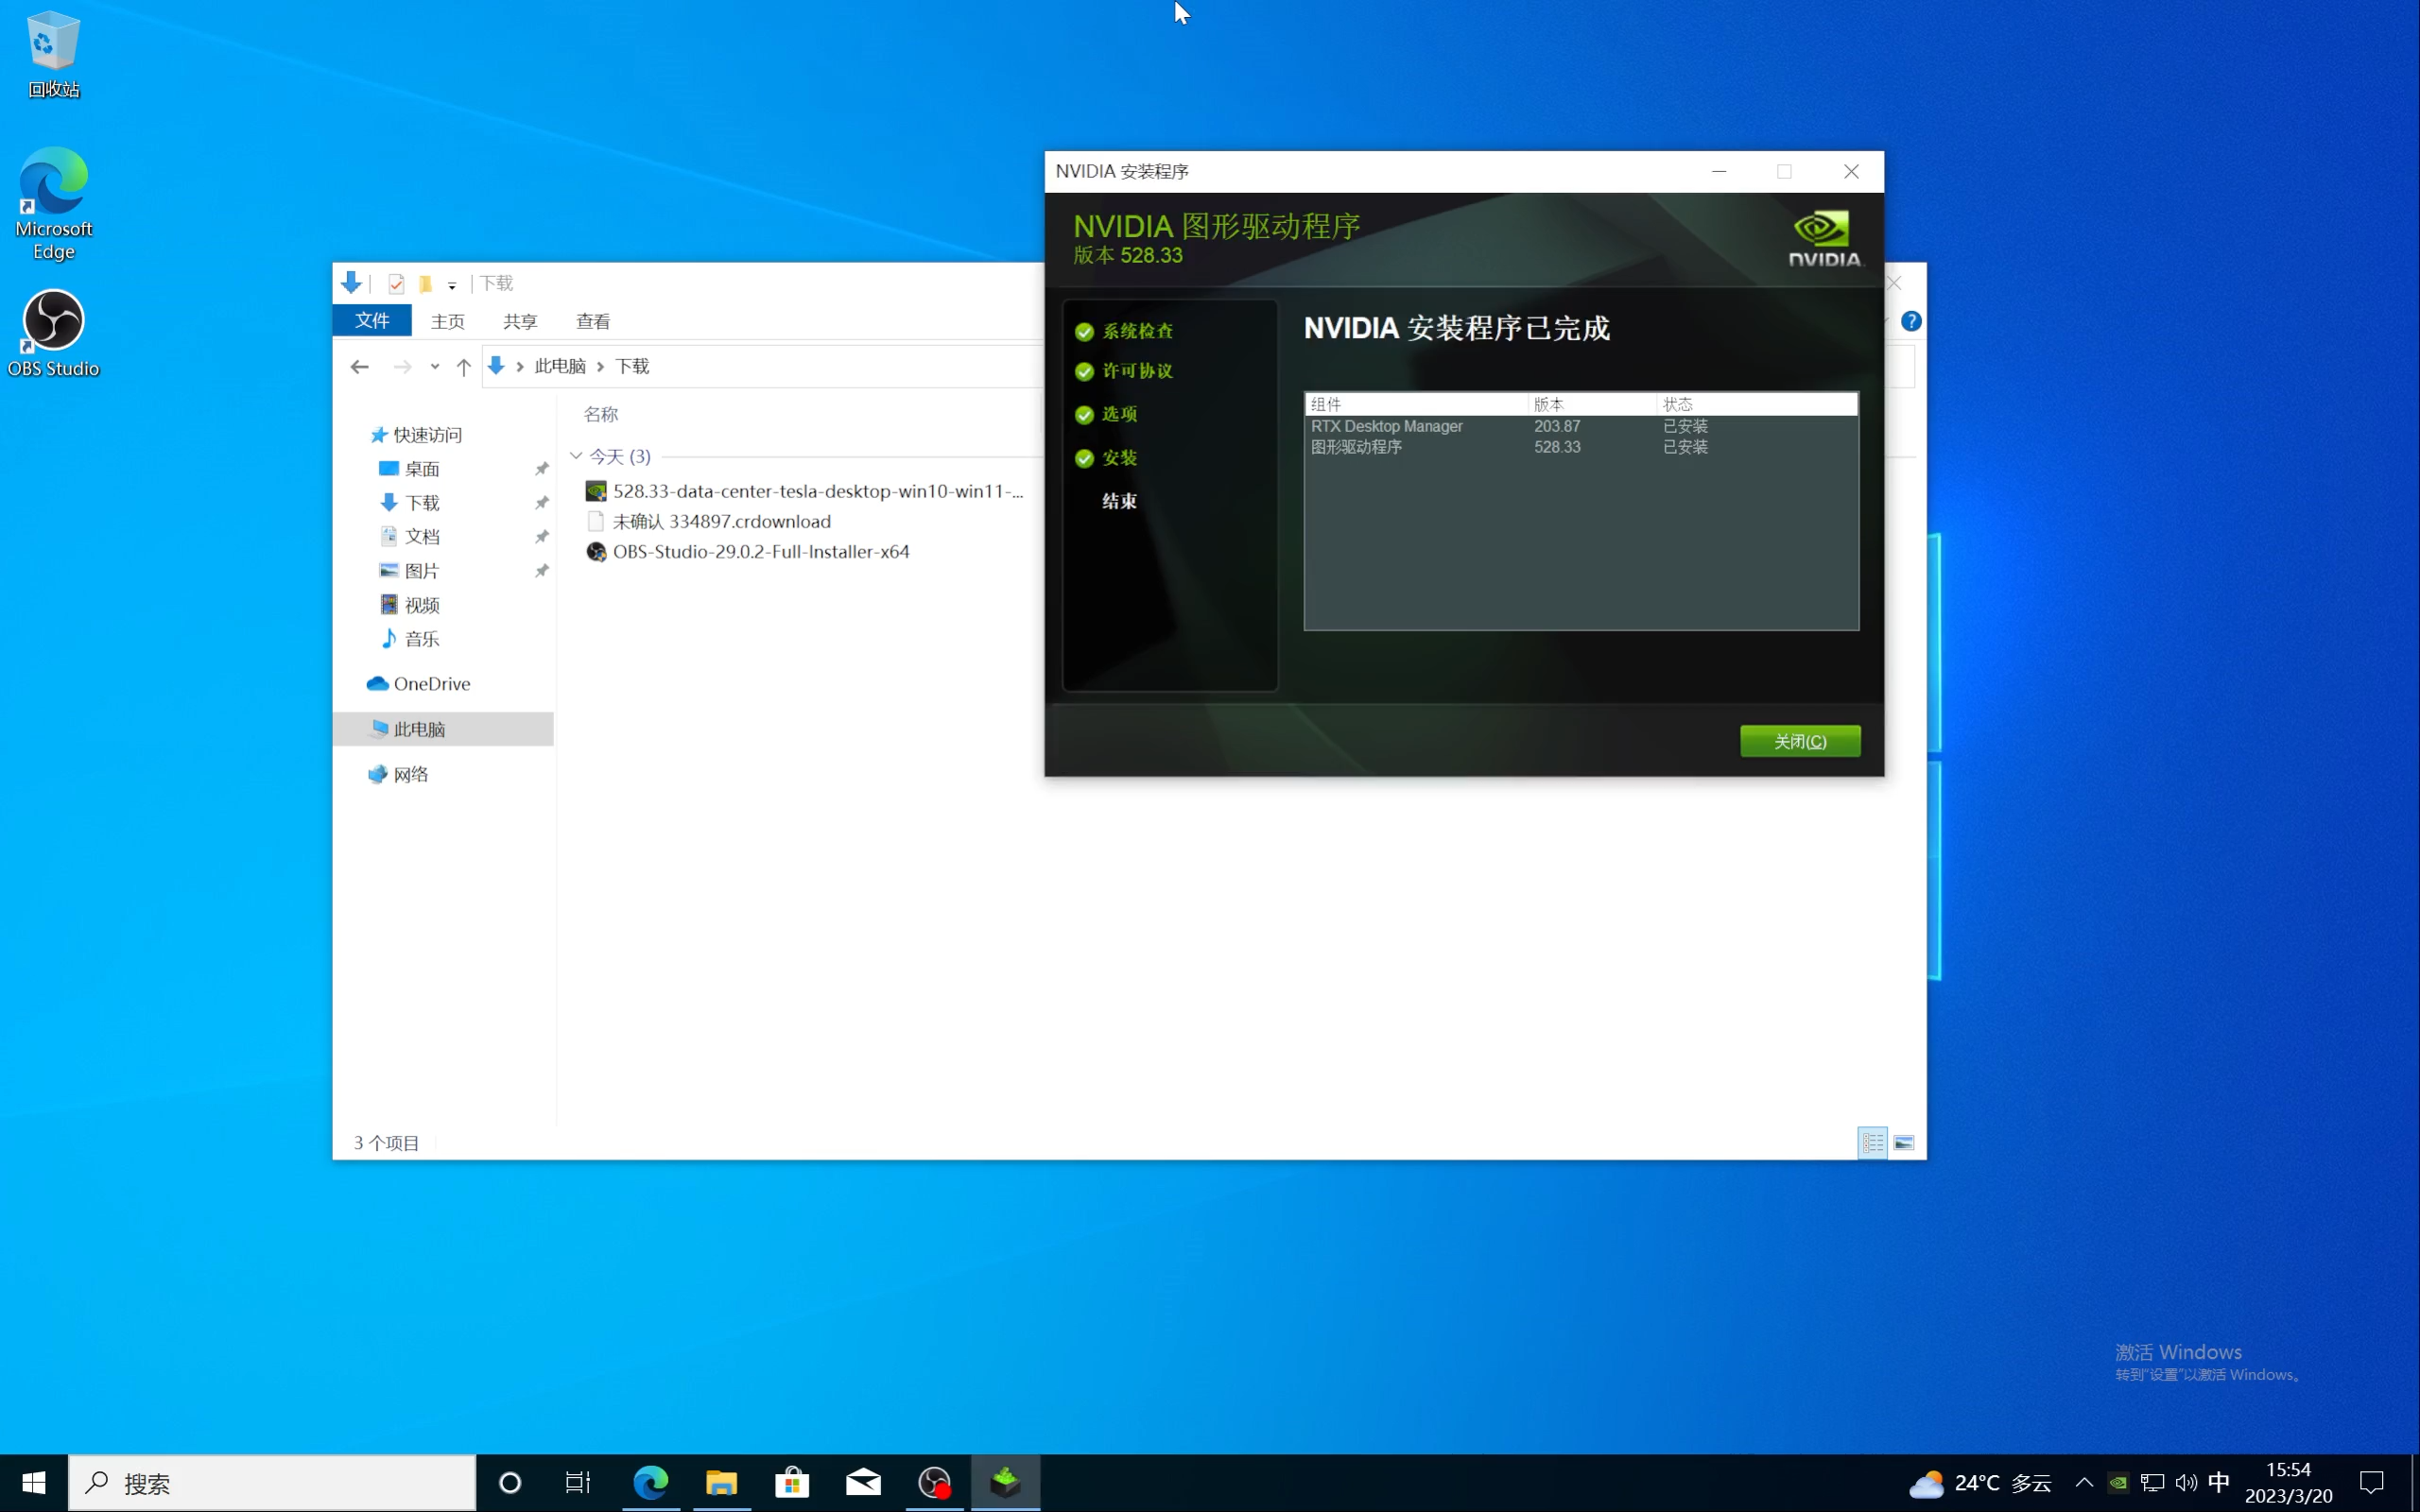 回收站
Microsoft
Edge
OBS Studio
下载
文件 主页 共享 查看
此电脑 下载
快速访问
桌面
下载
文档
图片
视频
音乐
OneDrive
此电脑
网络
名称
今天 (3)
528.33-data-center-tesla-desktop-win10-win11-...
未确认 334897.crdownload
OBS-Studio-29.0.2-Full-Installer-x64
3 个项目
NVIDIA 安装程序
NVIDIA 图形驱动程序
版本 528.33
NVIDIA.
系统检查
许可协议
选项
安装
结束
NVIDIA 安装程序已完成
组件 版本 状态
RTX Desktop Manager 203.87 已安装
图形驱动程序 528.33 已安装
关闭(C)
激活 Windows
转到"设置"以激活 Windows。
搜索
24°C 多云
中
15:54
2023/3/20